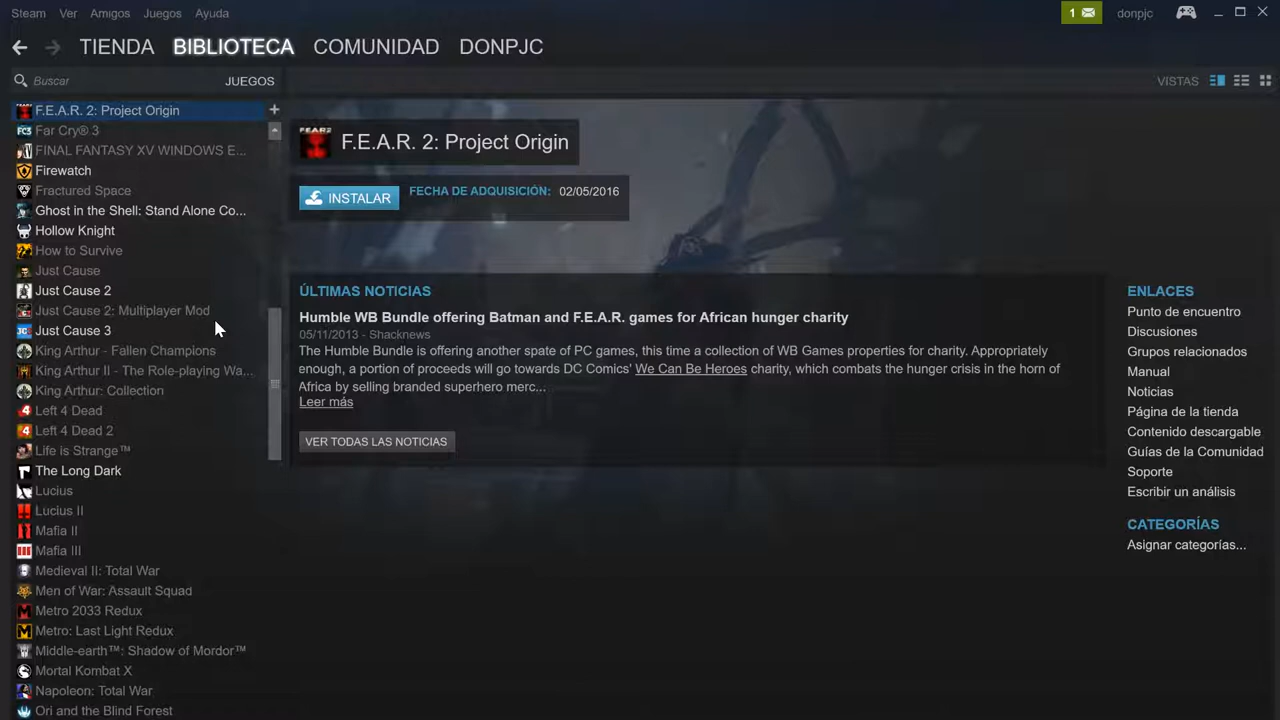 Steam Ver Amigos Juegos Ayuda
1 donpjc
TIENDA BIBLIOTECA COMUNIDAD DONPJC
Buscar JUEGOS
VISTAS
F.E.A.R. 2: Project Origin
Far Cry® 3
FINAL FANTASY XV WINDOWS E...
Firewatch
Fractured Space
Ghost in the Shell: Stand Alone Co...
Hollow Knight
How to Survive
Just Cause
Just Cause 2
Just Cause 2: Multiplayer Mod
Just Cause 3
King Arthur - Fallen Champions
King Arthur II - The Role-playing Wa...
King Arthur: Collection
Left 4 Dead
Left 4 Dead 2
Life is Strange™
The Long Dark
Lucius
Lucius II
Mafia II
Mafia III
Medieval II: Total War
Men of War: Assault Squad
Metro 2033 Redux
Metro: Last Light Redux
Middle-earth™: Shadow of Mordor™
Mortal Kombat X
Napoleon: Total War
Ori and the Blind Forest
F.E.A.R. 2: Project Origin
INSTALAR
FECHA DE ADQUISICIÓN: 02/05/2016
ÚLTIMAS NOTICIAS
Humble WB Bundle offering Batman and F.E.A.R. games for African hunger charity
05/11/2013 - Shacknews
The Humble Bundle is offering another spate of PC games, this time a collection of WB Games properties for charity. Appropriately
enough, a portion of proceeds will go towards DC Comics' We Can Be Heroes charity, which combats the hunger crisis in the horn of
Africa by selling branded superhero merc...
Leer más
VER TODAS LAS NOTICIAS
ENLACES
Punto de encuentro
Discusiones
Grupos relacionados
Manual
Noticias
Página de la tienda
Contenido descargable
Guías de la Comunidad
Soporte
Escribir un análisis
CATEGORÍAS
Asignar categorías...